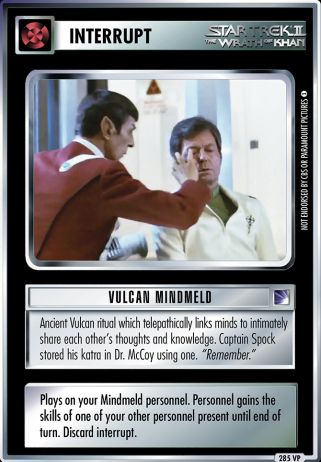 INTERRUPT
STAR TREK II
THE WRATH OF KHAN
NOT ENDORSED BY CBS OR PARAMOUNT PICTURES
VULCAN MINDMELD
Ancient Vulcan ritual which telepathically links minds to intimately
share each other's thoughts and knowledge. Captain Spock
stored his katra in Dr. McCoy using one. "Remember."
Plays on your Mindmeld personnel. Personnel gains the
skills of one of your other personnel present until end of
turn. Discard interrupt.
285 VP